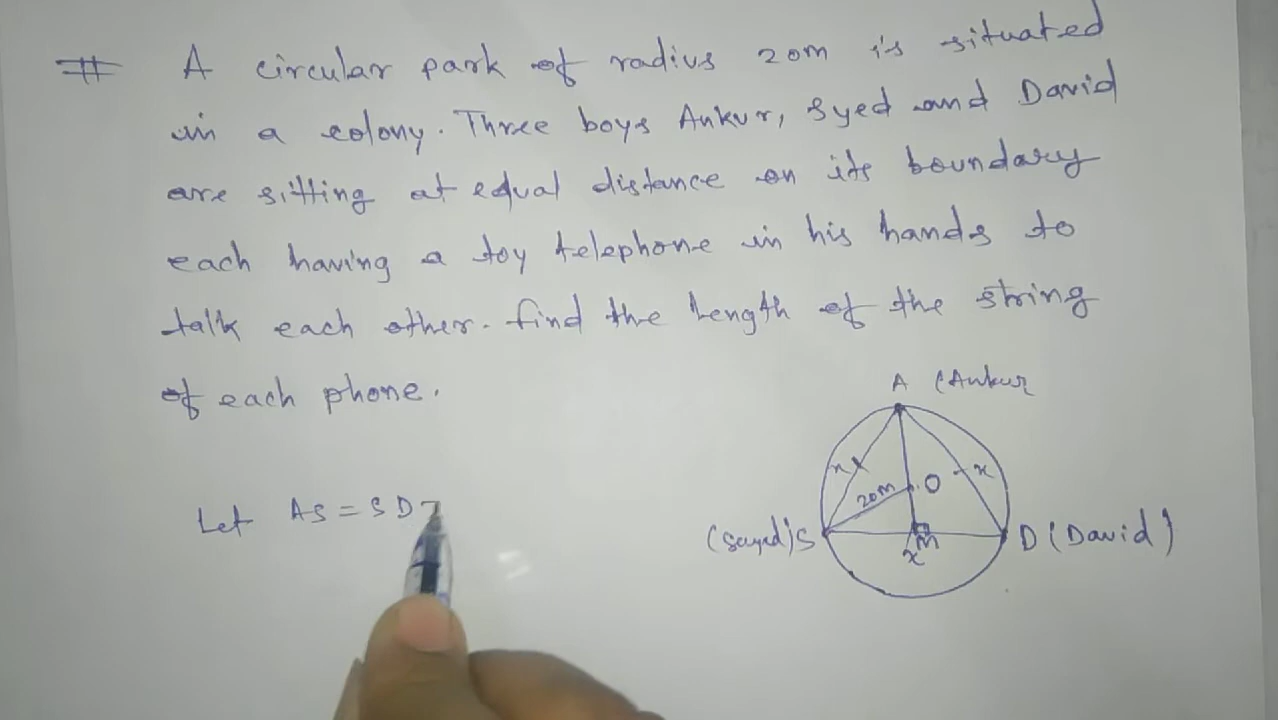 # A circular park of radius 20m is situated
in a colony. Three boys Ankur, Syed and David
are sitting at equal distance on its boundary
each having a toy telephone in his hands to
talk each other. find the length of the string
of each phone.
A (Ankur
x x
20m O
(Sayed) S M D (David)
x
Let AS = SD =